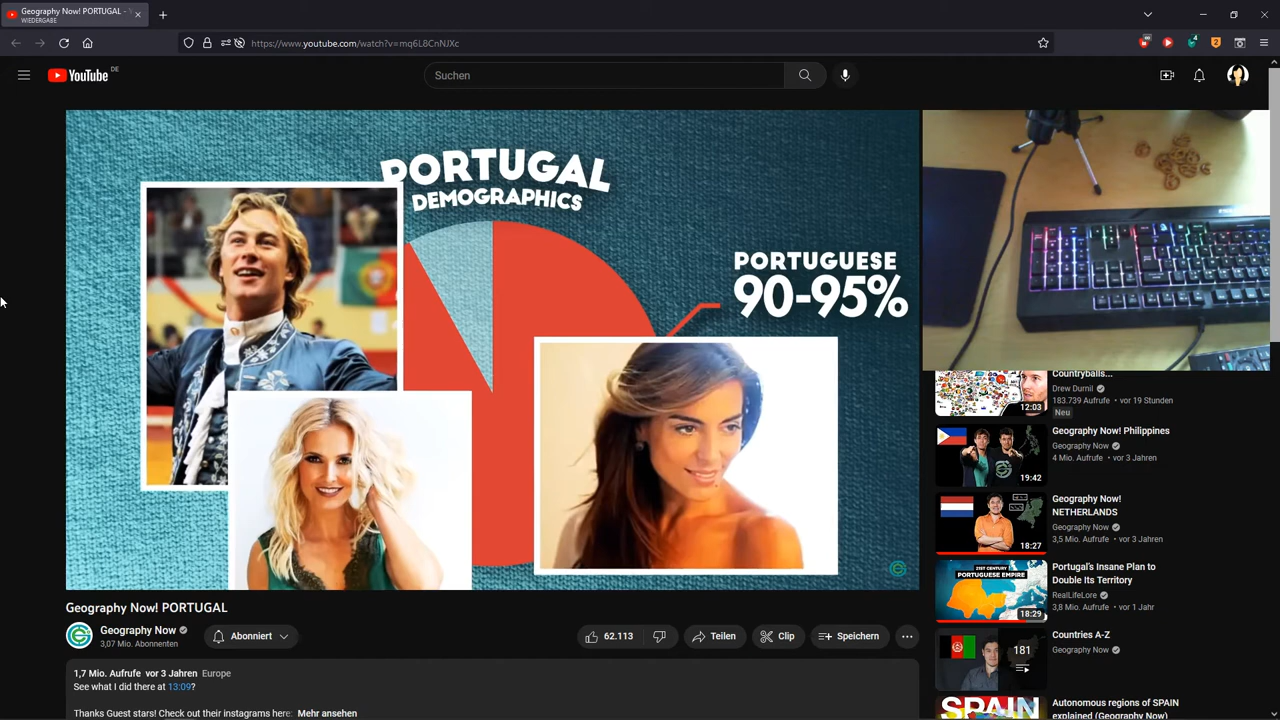 Geography Now! PORTUGAL - Y
WIEDERGABE
https://www.youtube.com/watch?v=mq6L8CnNJXc
2
YouTube DE
Suchen
PORTUGAL
DEMOGRAPHICS
PORTUGUESE
90-95%
Countryballs...
Drew Durnil
183.739 Aufrufe • vor 19 Stunden
Neu
12:03
Geography Now! Philippines
Geography Now
4 Mio. Aufrufe • vor 3 Jahren
19:42
Geography Now!
NETHERLANDS
Geography Now
3,5 Mio. Aufrufe • vor 3 Jahren
18:27
21ST CENTURY
PORTUGUESE EMPIRE
Portugal's Insane Plan to
Double Its Territory
RealLifeLore
3,8 Mio. Aufrufe • vor 1 Jahr
18:29
Countries A-Z
Geography Now
181
SPAIN
Autonomous regions of SPAIN
explained (Geography Now)
Geography Now! PORTUGAL
Geography Now
3,07 Mio. Abonnenten
Abonniert
62.113
Teilen
Clip
Speichern
1,7 Mio. Aufrufe vor 3 Jahren Europe
See what I did there at 13:09?
Thanks Guest stars! Check out their instagrams here: Mehr ansehen